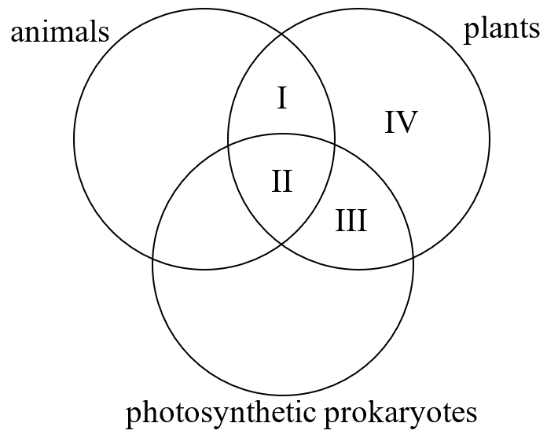 animals
plants
I
IV
II
III
photosynthetic prokaryotes